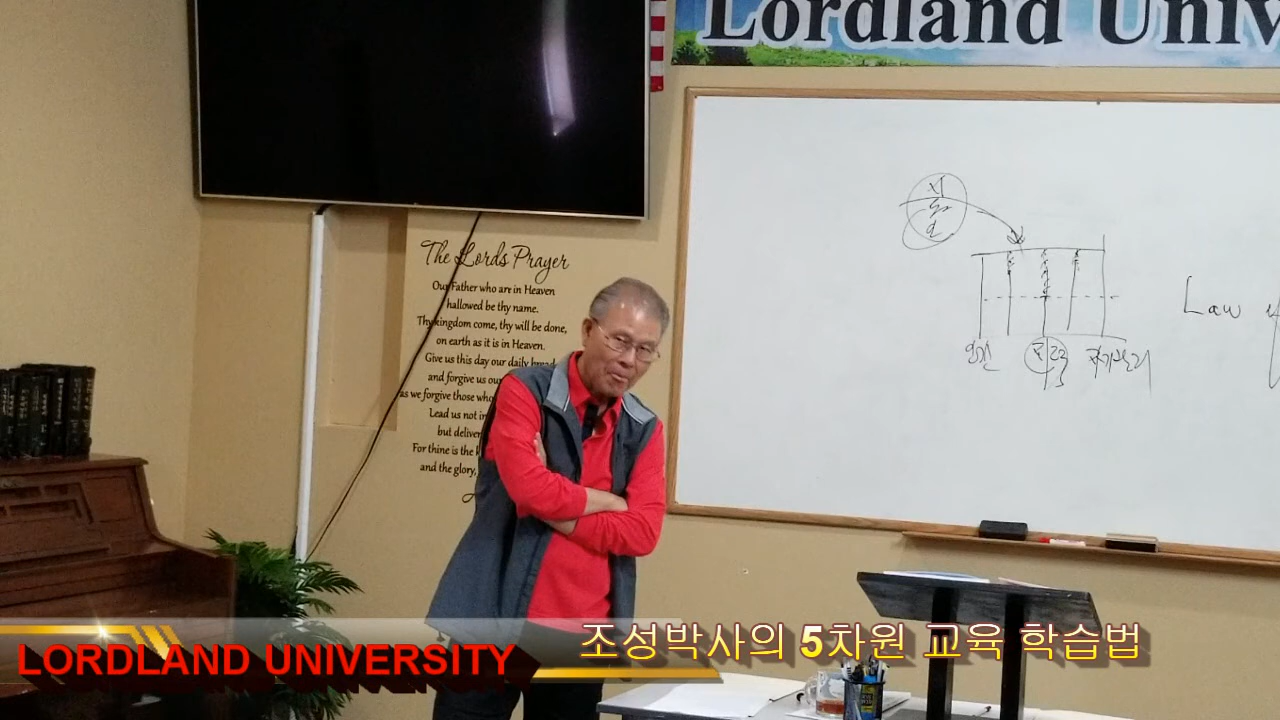 Lordland Univ
The Lord's Prayer
Our Father who are in Heaven
hallowed be thy name.
Thy kingdom come, thy will be done,
on earth as it is in Heaven.
Give us this day our daily bread
and forgive us our
as we forgive those who
Lead us not in
but deliver
For thine is the k
and the glory,
Law
조성박사의 5차원 교육 학습법
LORDLAND UNIVERSITY